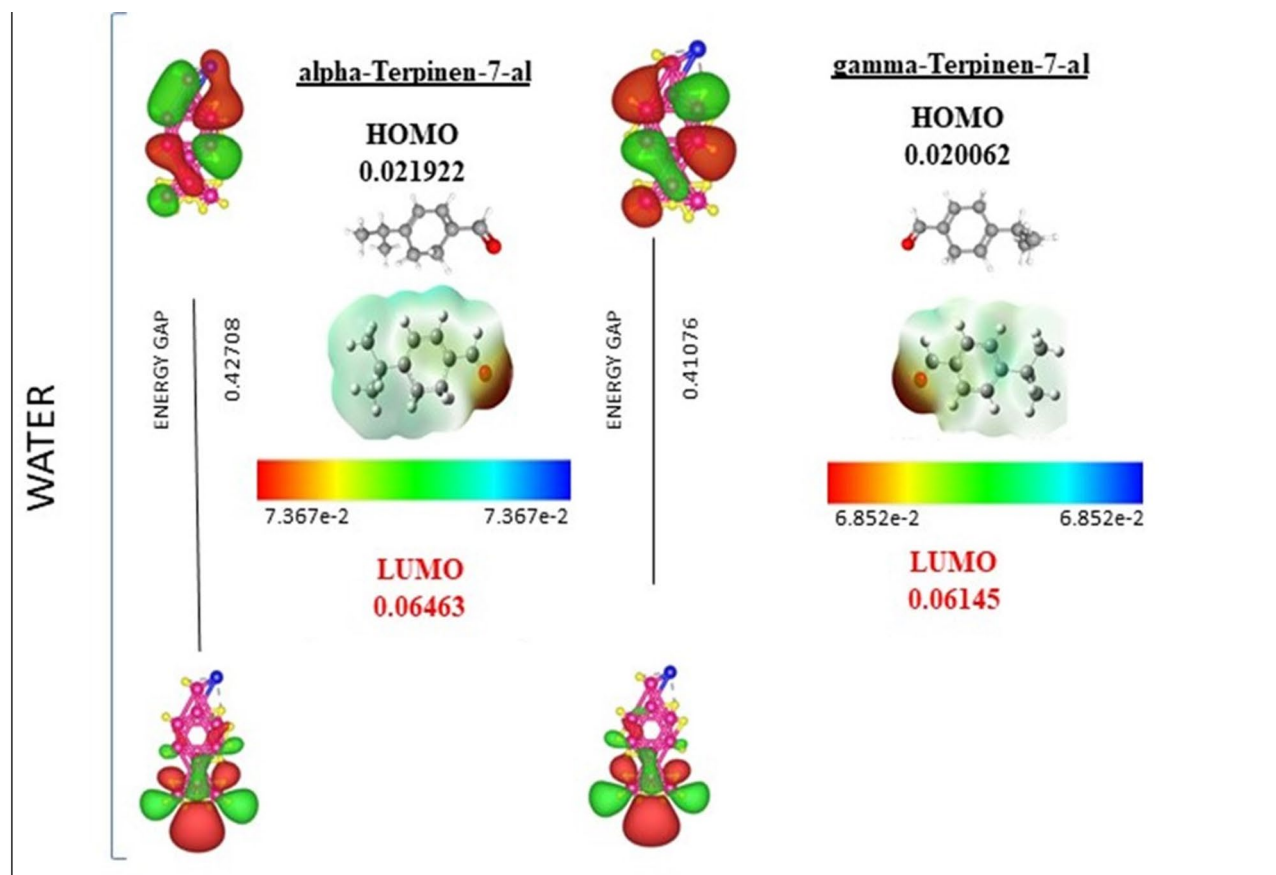 WATER
alpha-Terpinen-7-al
HOMO
0.021922
ENERGY GAP
0.42708
7.367e-2 7.367e-2
LUMO
0.06463
gamma-Terpinen-7-al
HOMO
0.020062
ENERGY GAP
0.41076
6.852e-2 6.852e-2
LUMO
0.06145